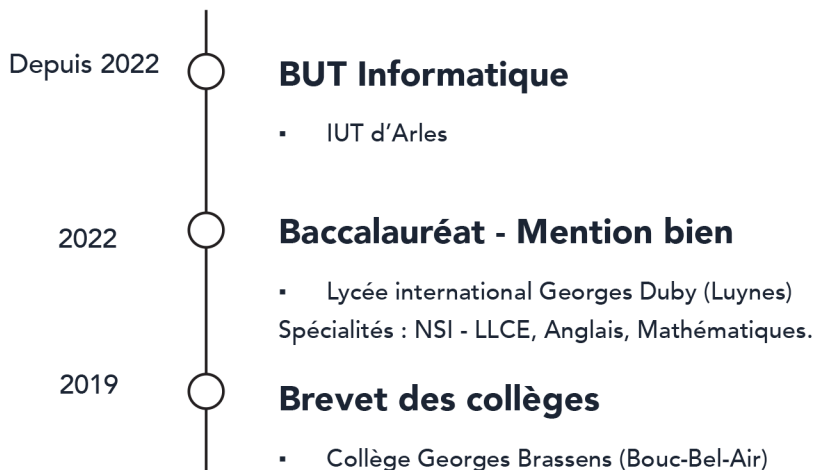 Depuis 2022
BUT Informatique
▪ IUT d’Arles
2022
Baccalauréat - Mention bien
▪ Lycée international Georges Duby (Luynes)
Spécialités : NSI - LLCE, Anglais, Mathématiques.
2019
Brevet des collèges
▪ Collège Georges Brassens (Bouc-Bel-Air)